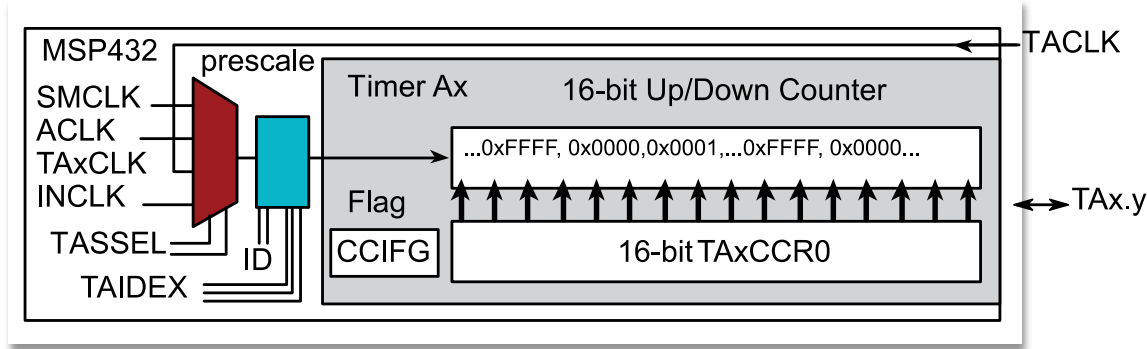 MSP432
TACLK
prescale
SMCLK
ACLK
TAxCLK
INCLK
TASSEL
ID
TAIDEX
Timer Ax
16-bit Up/Down Counter
...0xFFFF, 0x0000,0x0001,...0xFFFF, 0x0000...
Flag
CCIFG
16-bit TAxCCR0
TAx.y